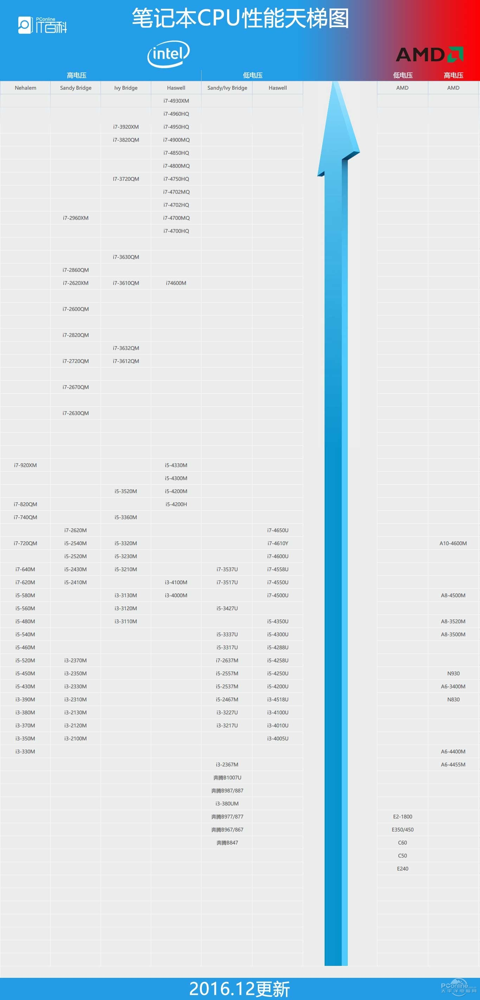 笔记本CPU性能天梯图
PConline
IT百科
intel
AMD
高电压 低电压 低电压 高电压
Nehalem Sandy Bridge Ivy Bridge Haswell Sandy/Ivy Bridge Haswell AMD AMD
i7-4930XM
i7-4960HQ
i7-3920XM i7-4950HQ
i7-3820QM i7-4900MQ
i7-4850HQ
i7-4800MQ
I7-3720QM i7-4750HQ
i7-4702MQ
i7-4702HQ
i7-2960XM i7-4700MQ
i7-4700HQ
i7-3630QM
i7-2860QM
i7-2620XM i7-3610QM i74600M
i7-2600QM
i7-2820QM
i7-3632QM
i7-2720QM i7-3612QM
i7-2670QM
i7-2630QM
i7-920XM i5-4330M
i5-4300M
i5-3520M i5-4200M
i7-820QM i5-4200H
i7-740QM i5-3360M
i7-2620M i7-4650U
i7-720QM i5-2540M i5-3320M i7-4610Y A10-4600M
i5-2520M i5-3230M i7-4600U
i7-640M i5-2430M i5-3210M i7-3537U i7-4558U
i7-620M i5-2410M i3-4100M i7-3517U i7-4550U
i5-580M i3-3130M i3-4000M i7-4500U A8-4500M
i5-560M i3-3120M i5-3427U
i5-480M i3-3110M i5-4350U A8-3520M
i5-540M i5-3337U i5-4300U A8-3500M
i5-460M i5-3317U i5-4288U
i5-520M i3-2370M i7-2637M i5-4258U
i5-450M i3-2350M i5-2557M i5-4250U N930
i5-430M i3-2330M i5-2537M i5-4200U A6-3400M
i3-390M i3-2310M i5-2467M i3-4518U N830
i3-380M i3-2130M i3-3227U i3-4100U
i3-370M i3-2120M i3-3217U i3-4010U
i3-350M i3-2100M i3-4005U
i3-330M A6-4400M
i3-2367M A6-4455M
奔腾B1007U
奔腾B987/887
i3-380UM
奔腾B977/877 E2-1800
奔腾B967/867 E350/450
奔腾B847 C60
C50
E240
2016.12更新
PConline.com.cn
太平洋电脑网